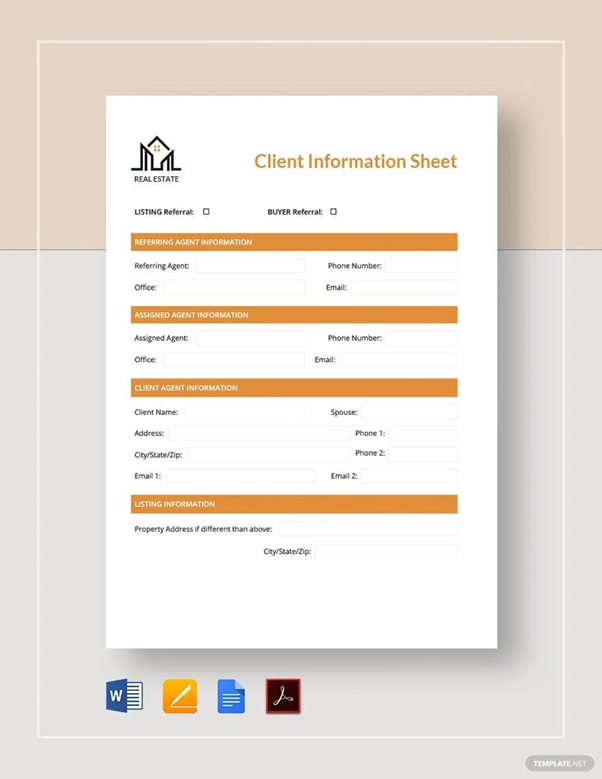 REAL ESTATE
Client Information Sheet
LISTING Referral: BUYER Referral:
REFERRING AGENT INFORMATION
Referring Agent: Phone Number:
Office: Email:
ASSIGNED AGENT INFORMATION
Assigned Agent: Phone Number:
Office: Email:
CLIENT AGENT INFORMATION
Client Name: Spouse:
Address: Phone 1:
City/State/Zip: Phone 2:
Email 1: Email 2:
LISTING INFORMATION
Property Address if different than above:
City/State/Zip:
W
TEMPLATE.NET